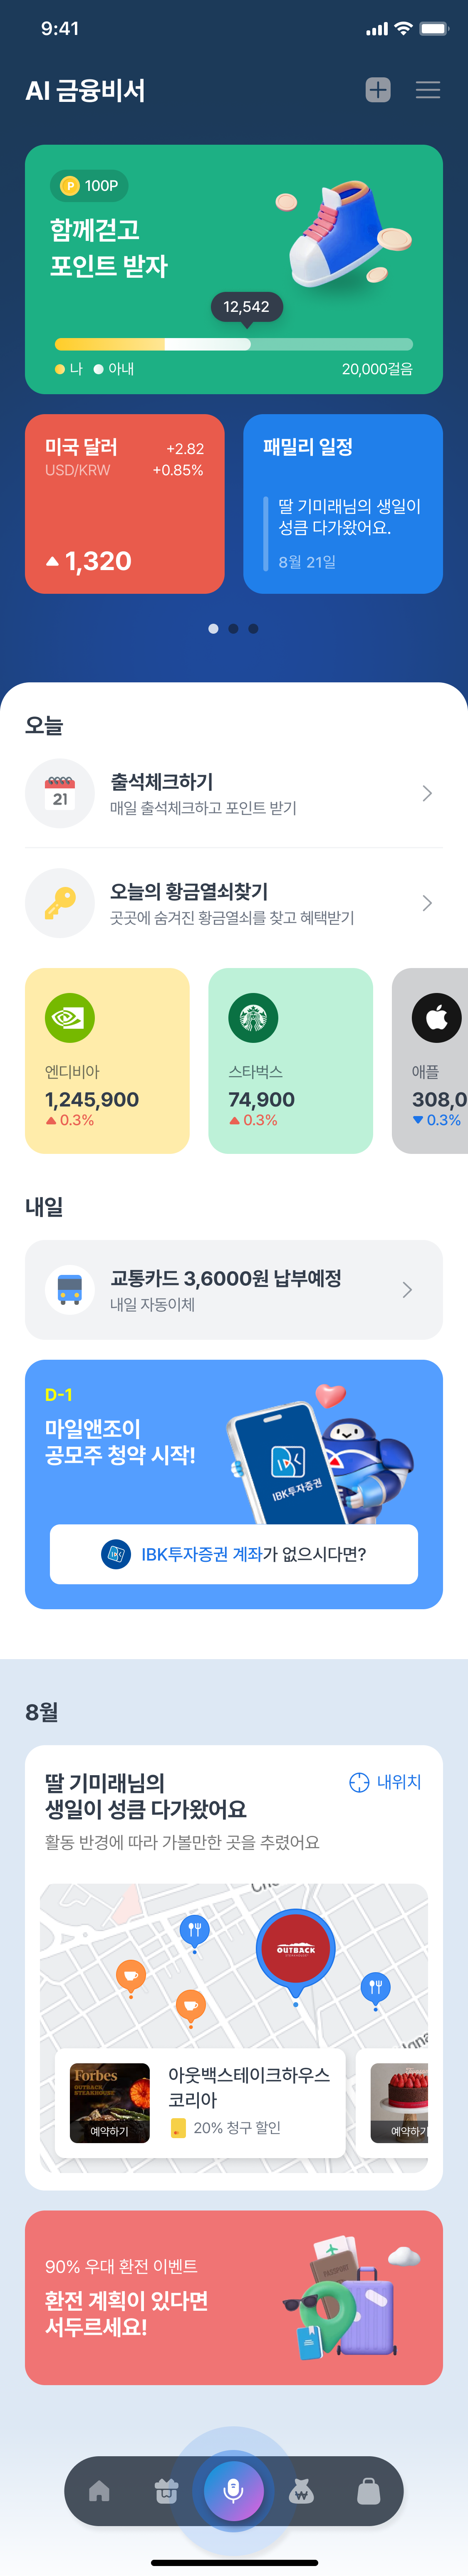 9:41
AI 금융비서
P 100P
함께걷고
포인트 받자
12,542
나 아내 20,000걸음
미국 달러 +2.82
USD/KRW +0.85%
1,320
패밀리 일정
딸 기미래님의 생일이
성큼 다가왔어요.
8월 21일
오늘
21
출석체크하기
매일 출석체크하고 포인트 받기
오늘의 황금열쇠찾기
곳곳에 숨겨진 황금열쇠를 찾고 혜택받기
엔디비아
1,245,900
0.3%
스타벅스
74,900
0.3%
애플
308,0
0.3%
내일
교통카드 3,6000원 납부예정
내일 자동이체
D-1
마일앤조이
공모주 청약 시작!
IBK투자증권
IBK투자증권 계좌가 없으시다면?
8월
딸 기미래님의
생일이 성큼 다가왔어요
내위치
활동 반경에 따라 가볼만한 곳을 추렸어요
OUTBACK
Forbes
OUTBACK
STEAKHOUSE
예약하기
아웃백스테이크하우스
코리아
20% 청구 할인
예약하기
90% 우대 환전 이벤트
환전 계획이 있다면
서두르세요!
PASSPORT